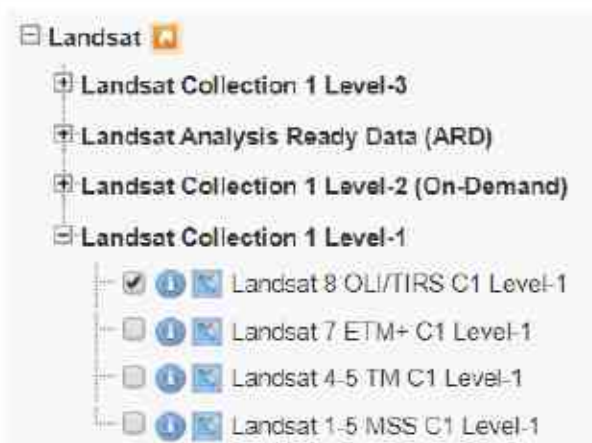 Landsat
Landsat Collection 1 Level-3
Landsat Analysis Ready Data (ARD)
Landsat Collection 1 Level-2 (On-Demand)
Landsat Collection 1 Level-1
Landsat 8 OLI/TIRS C1 Level-1
Landsat 7 ETM+ C1 Level-1
Landsat 4-5 TM C1 Level-1
Landsat 1-5 MSS C1 Level-1